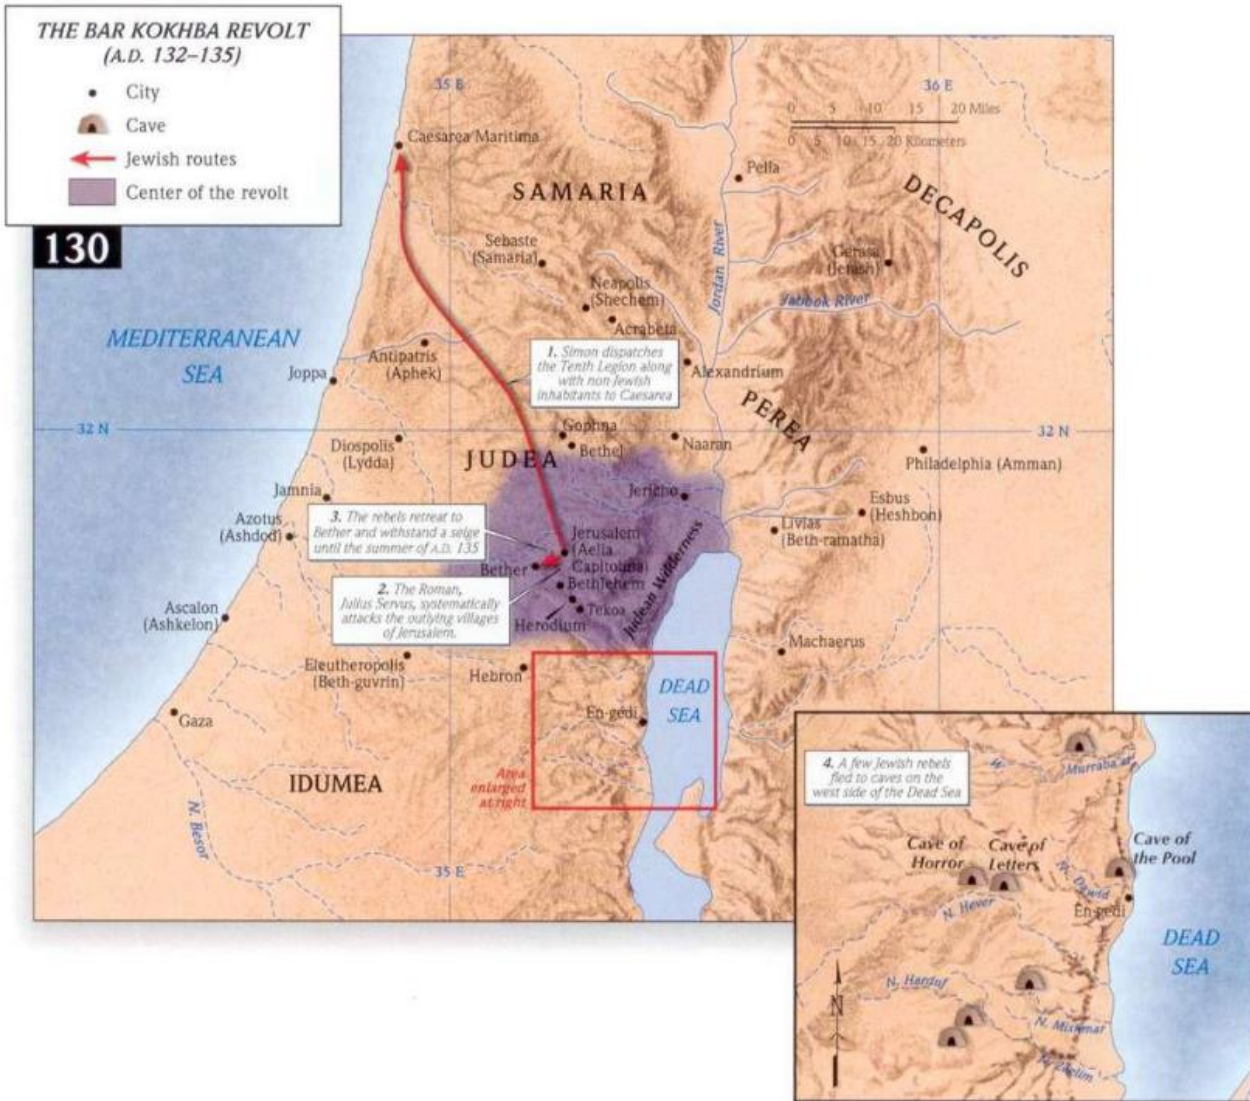 THE BAR KOKHBA REVOLT
(A.D. 132–135)
City
Cave
Jewish routes
Center of the revolt
130
35 E
36 E
0 5 10 15 20 Miles
0 5 10 15 20 Kilometers
Caesarea Maritima
SAMARIA
Pella
DECAPOLIS
Sebaste
(Samaria)
Jordan River
Gerasa
(Jerash)
Neapolis
(Shechem)
Jabbok River
Acrabeta
MEDITERRANEAN
SEA
Antipatris
(Aphek)
1. Simon dispatches
the Tenth Legion along
with non-Jewish
inhabitants to Caesarea
Joppa
Alexandrium
PEREA
32 N
32 N
Gophna
Bethel
Naaran
Diospolis
(Lydda)
JUDEA
Philadelphia (Amman)
Jamnia
Jericho
Esbus
(Heshbon)
Azotus
(Ashdod)
3. The rebels retreat to
Bether and withstand a seige
until the summer of A.D. 135
Jerusalem
(Aelia
Capitolina)
Livias
(Beth-ramatha)
Judean Wilderness
Bether
Bethlehem
2. The Roman,
Julius Servus, systematically
attacks the outlying villages
of Jerusalem.
Tekoa
Herodium
Ascalon
(Ashkelon)
Machaerus
Eleutheropolis
(Beth-guvrin)
Hebron
DEAD
SEA
En-gedi
Gaza
IDUMEA
Area
enlarged
at right
N. Besor
35 E
4. A few Jewish rebels
fled to caves on the
west side of the Dead Sea
Murraba'at
Cave of
Horror
Cave of
Letters
Cave of
the Pool
N. Dawid
N. Hever
En-gedi
DEAD
SEA
N. Harduf
N
N. Mishmar
N. Ze'elim